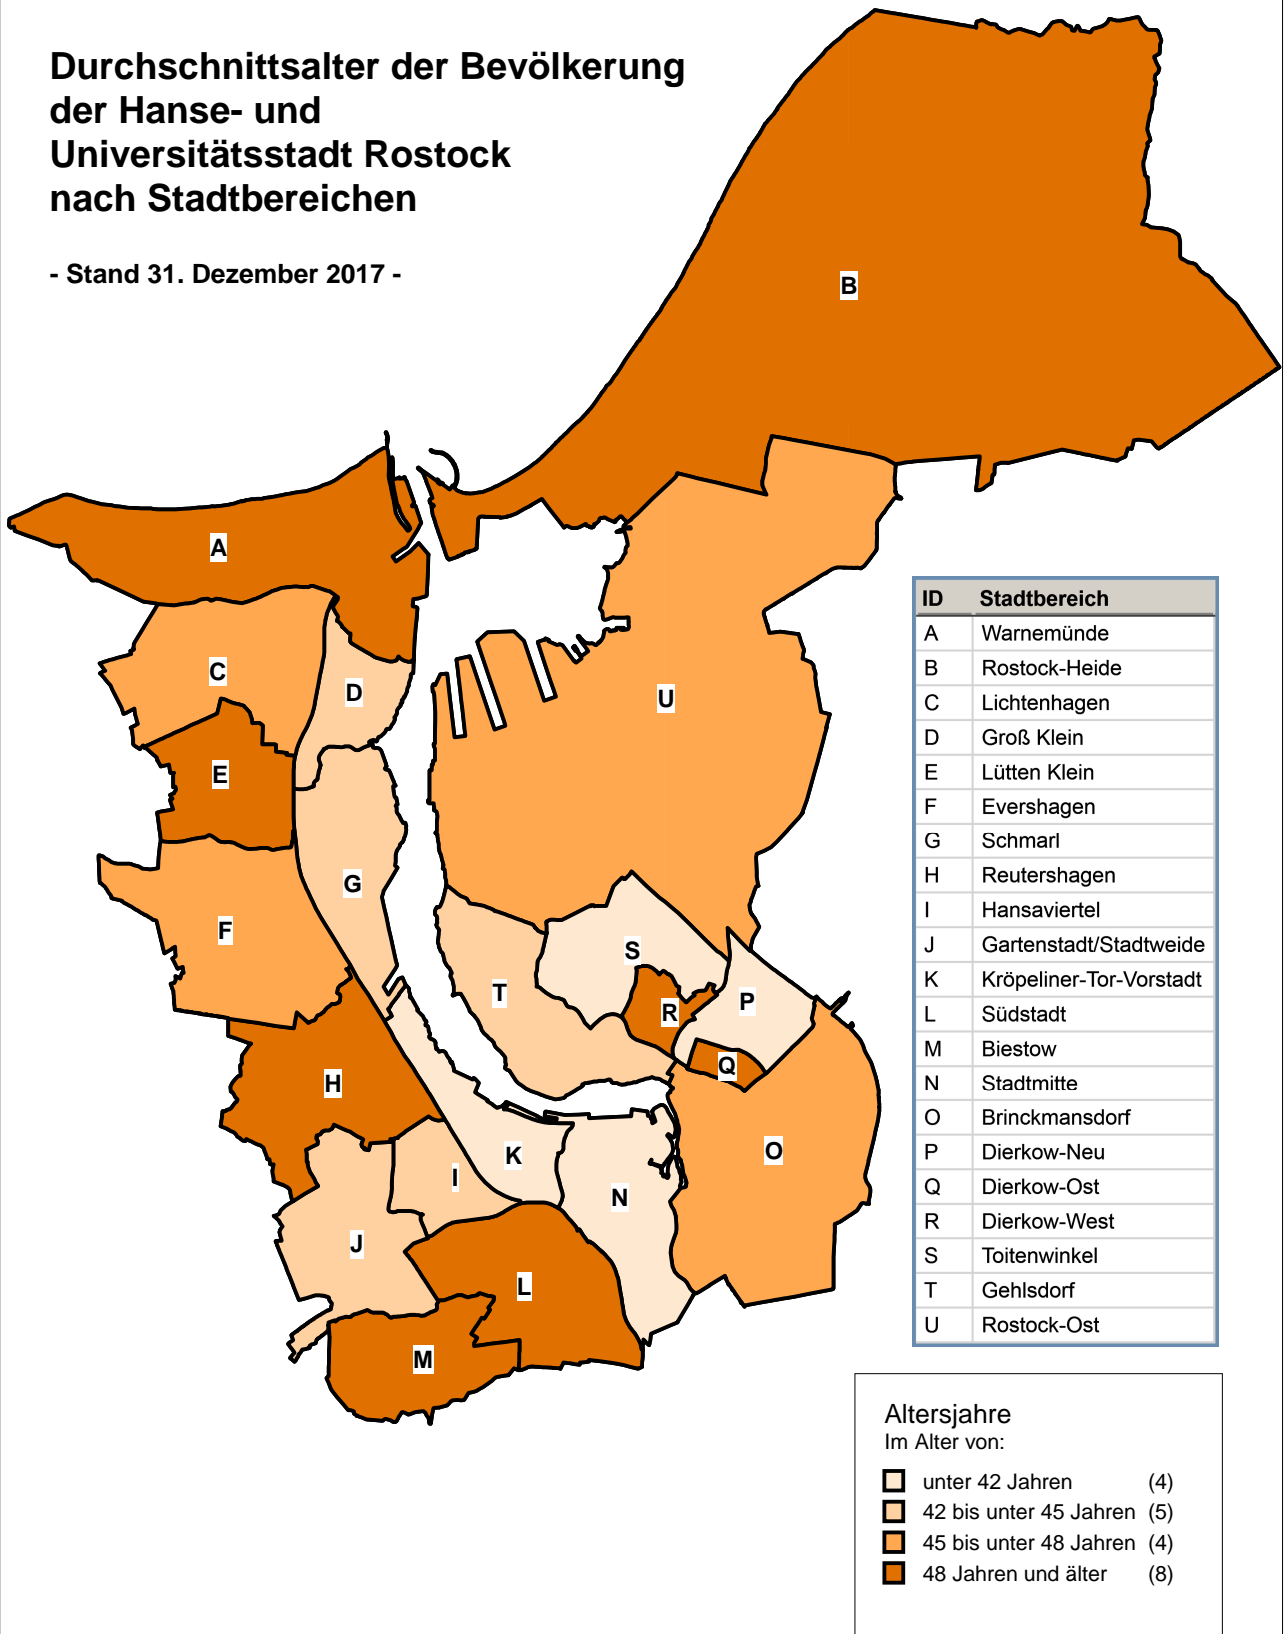 Durchschnittsalter der Bevölkerung
der Hanse- und
Universitätsstadt Rostock
nach Stadtbereichen
- Stand 31. Dezember 2017 -
B
A
C
D
U
E
G
F
S
T
R
P
Q
H
K
O
I
N
J
L
M
ID Stadtbereich
A Warnemünde
B Rostock-Heide
C Lichtenhagen
D Groß Klein
E Lütten Klein
F Evershagen
G Schmarl
H Reutershagen
I Hansaviertel
J Gartenstadt/Stadtweide
K Kröpeliner-Tor-Vorstadt
L Südstadt
M Biestow
N Stadtmitte
O Brinckmansdorf
P Dierkow-Neu
Q Dierkow-Ost
R Dierkow-West
S Toitenwinkel
T Gehlsdorf
U Rostock-Ost
Altersjahre
Im Alter von:
unter 42 Jahren (4)
42 bis unter 45 Jahren (5)
45 bis unter 48 Jahren (4)
48 Jahren und älter (8)